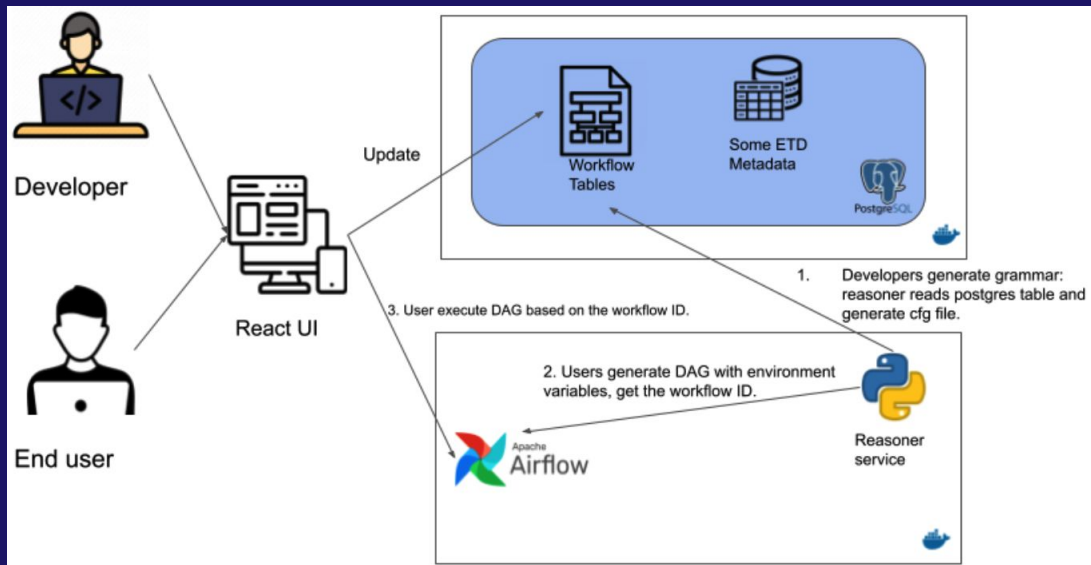 </>
Developer
Update
Workflow
Tables
Some ETD
Metadata
PostgreSQL
React UI
1. Developers generate grammar:
reasoner reads postgres table and
generate cfg file.
3. User execute DAG based on the workflow ID.
2. Users generate DAG with environment
variables, get the workflow ID.
Apache
Airflow
Reasoner
service
End user